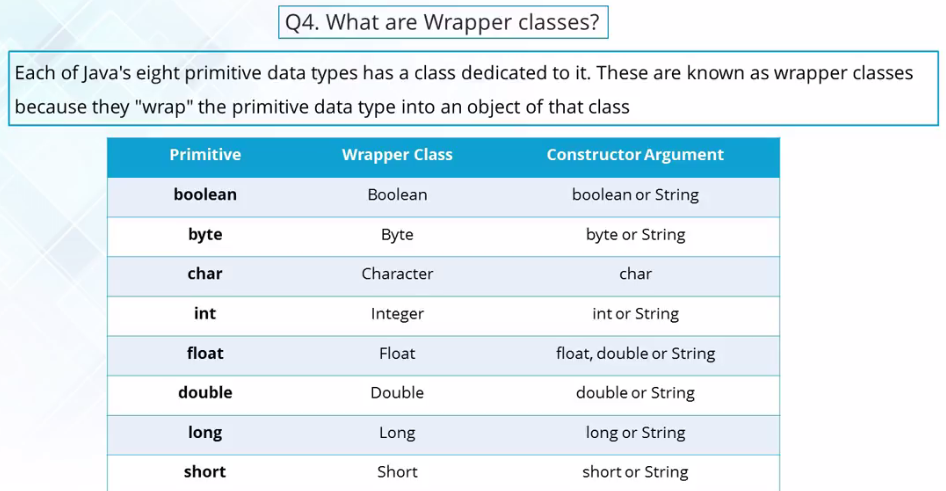 Q4. What are Wrapper classes?
Each of Java's eight primitive data types has a class dedicated to it. These are known as wrapper classes
because they "wrap" the primitive data type into an object of that class
Primitive Wrapper Class Constructor Argument
boolean Boolean boolean or String
byte Byte byte or String
char Character char
int Integer int or String
float Float float, double or String
double Double double or String
long Long long or String
short Short short or String